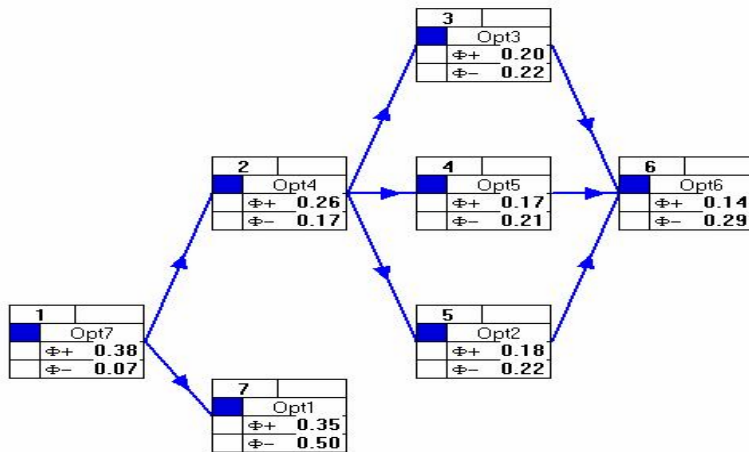 3
Opt3
Φ+ 0.20
Φ- 0.22
2
Opt4
Φ+ 0.26
Φ- 0.17
4
Opt5
Φ+ 0.17
Φ- 0.21
6
Opt6
Φ+ 0.14
Φ- 0.29
1
Opt7
Φ+ 0.38
Φ- 0.07
5
Opt2
Φ+ 0.18
Φ- 0.22
7
Opt1
Φ+ 0.35
Φ- 0.50